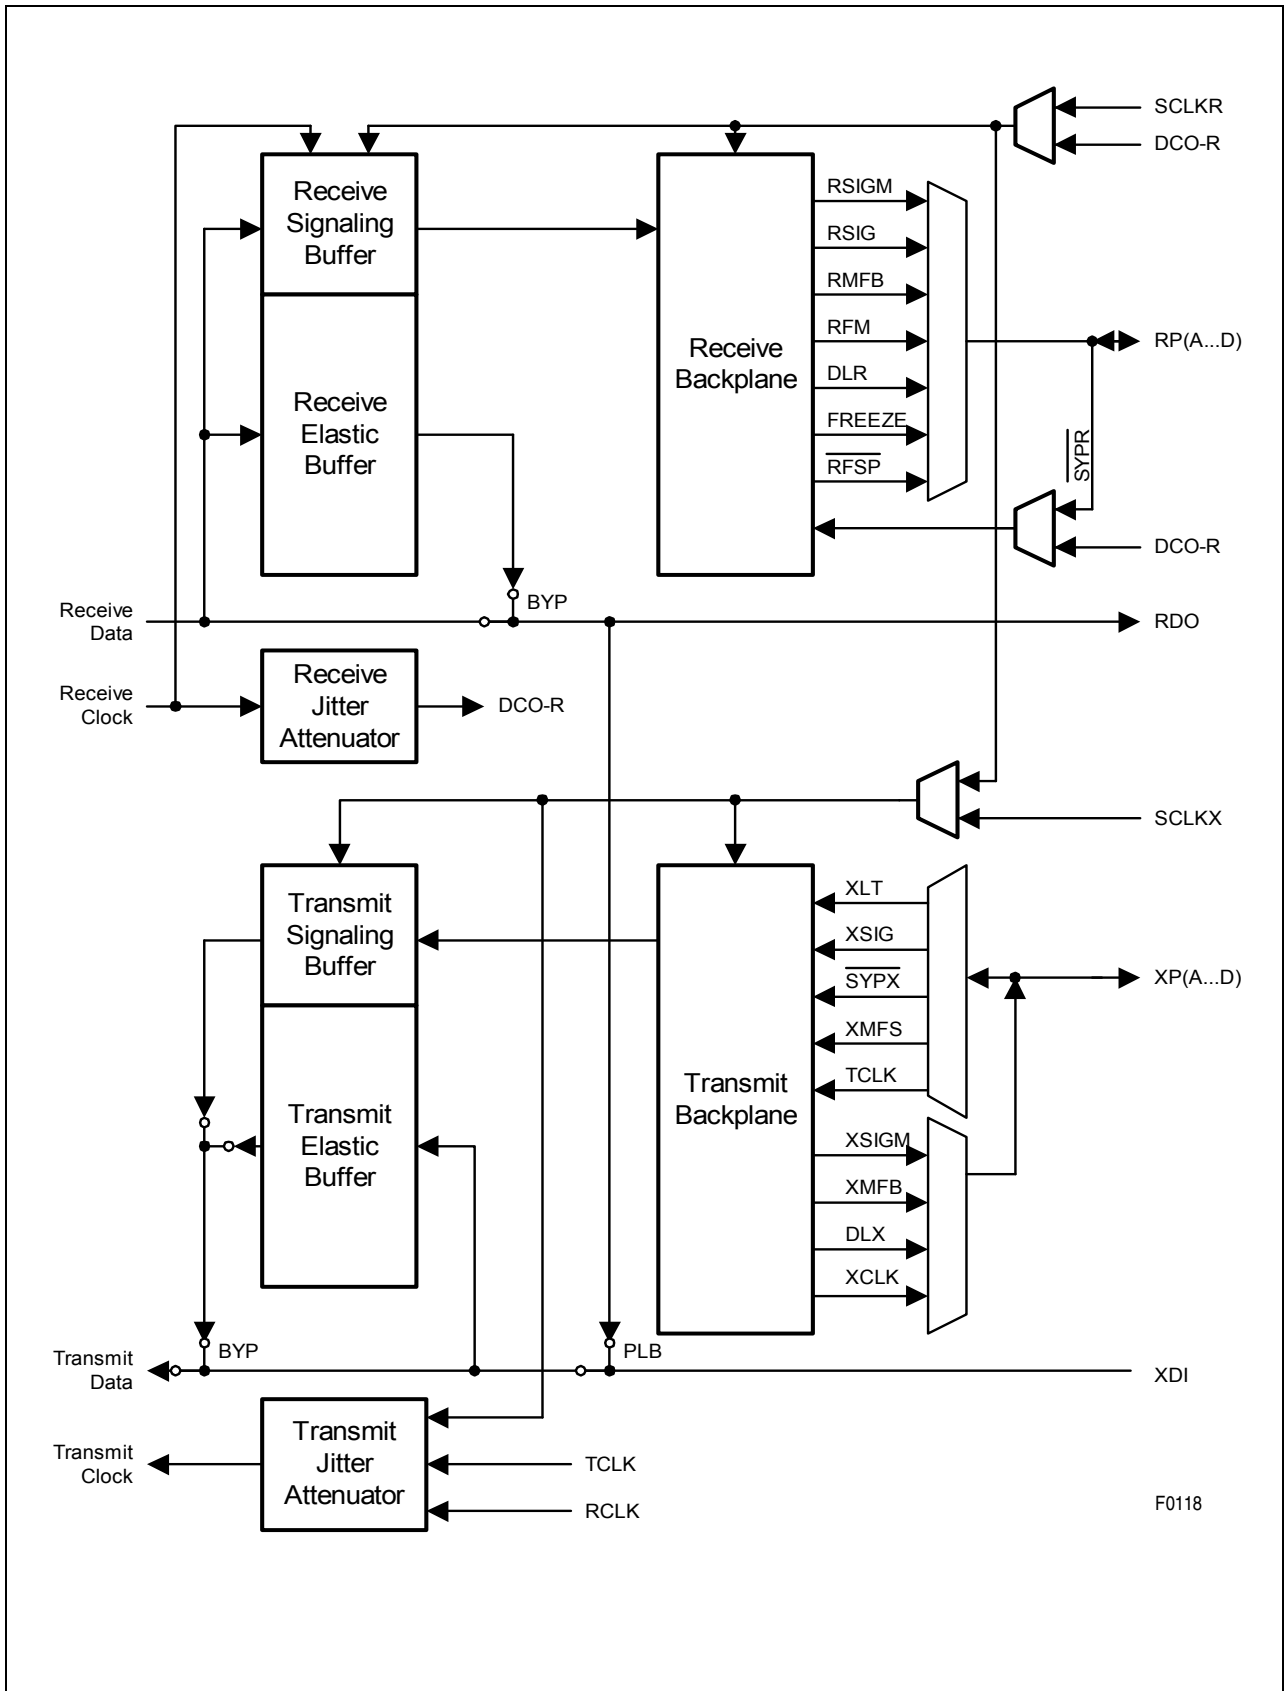 SCLKR
DCO-R
Receive
Signaling
Buffer
RSIGM
RSIG
RMFB
RFM
DLR
FREEZE
RFSP
Receive
Backplane
RP(A...D)
SYPR
Receive
Elastic
Buffer
DCO-R
BYP
Receive
Data
RDO
Receive
Clock
Receive
Jitter
Attenuator
DCO-R
SCLKX
Transmit
Signaling
Buffer
XLT
XSIG
SYPX
XMFS
TCLK
XP(A...D)
Transmit
Backplane
Transmit
Elastic
Buffer
XSIGM
XMFB
DLX
XCLK
BYP
PLB
Transmit
Data
XDI
Transmit
Clock
Transmit
Jitter
Attenuator
TCLK
RCLK
F0118